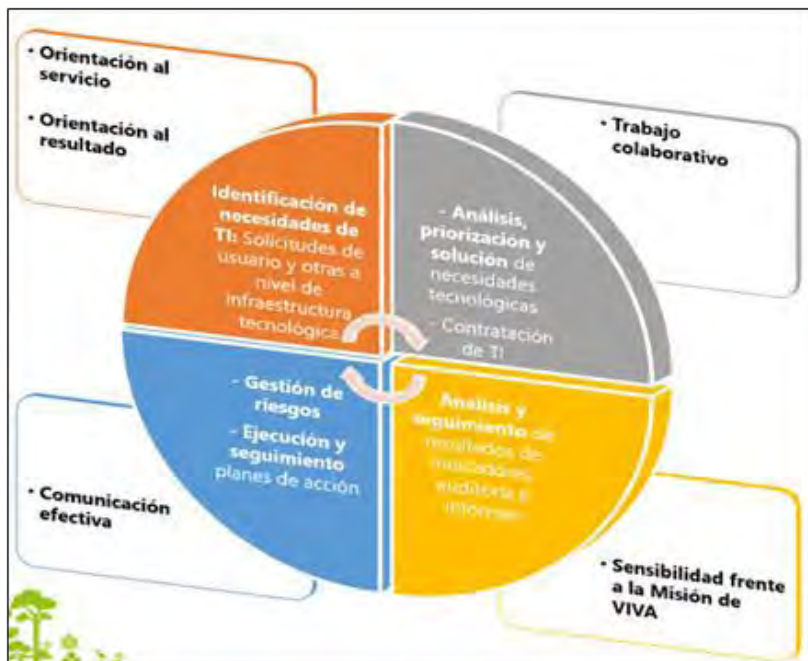 • Orientación al
servicio
• Orientación al
resultado
• Trabajo
colaborativo
Identificación de
necesidades de
TI: Solicitudes de
usuario y otras a
nivel de
infraestructura
tecnológica
- Análisis,
priorización y
solución de
necesidades
tecnológicas
- Contratación
de TI
- Gestión de
riesgos
- Ejecución y
seguimiento
planes de acción
Análisis y
seguimiento de
resultados de
indicadores,
auditoría e
informes
• Comunicación
efectiva
• Sensibilidad frente
a la Misión de
VIVA